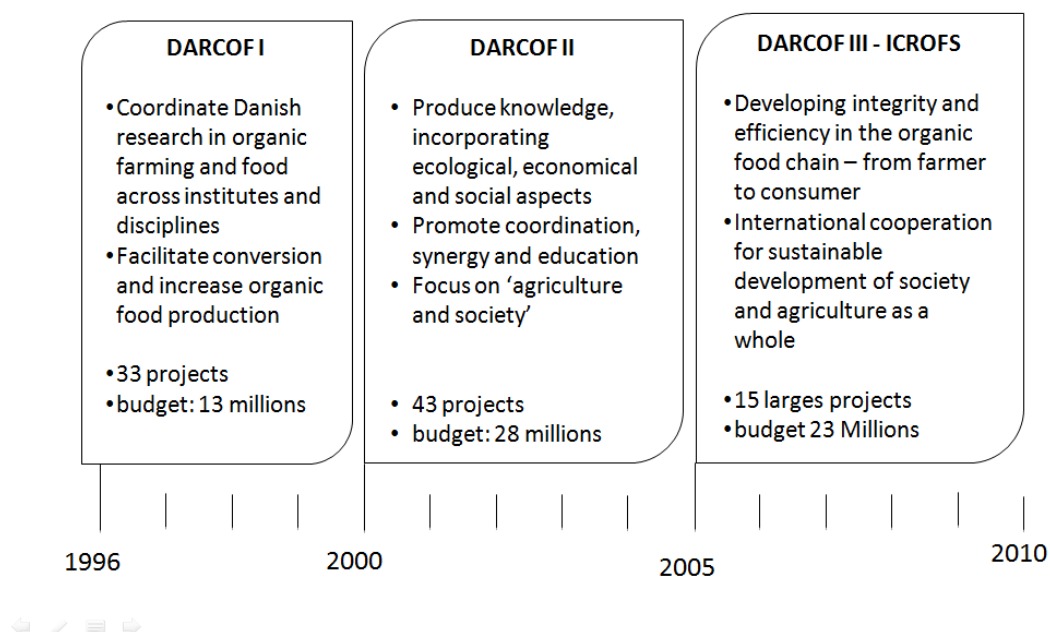 DARCOF I
•Coordinate Danish
research in organic
farming and food
across institutes and
disciplines
•Facilitate conversion
and increase organic
food production
•33 projects
•budget: 13 millions
DARCOF II
• Produce knowledge,
incorporating
ecological, economical
and social aspects
• Promote coordination,
synergy and education
• Focus on ‘agriculture
and society’
• 43 projects
• budget: 28 millions
DARCOF III - ICROFS
•Developing integrity and
efficiency in the organic
food chain – from farmer
to consumer
•International cooperation
for sustainable
development of society
and agriculture as a
whole
•15 larges projects
•budget 23 Millions
1996
2000
2005
2010